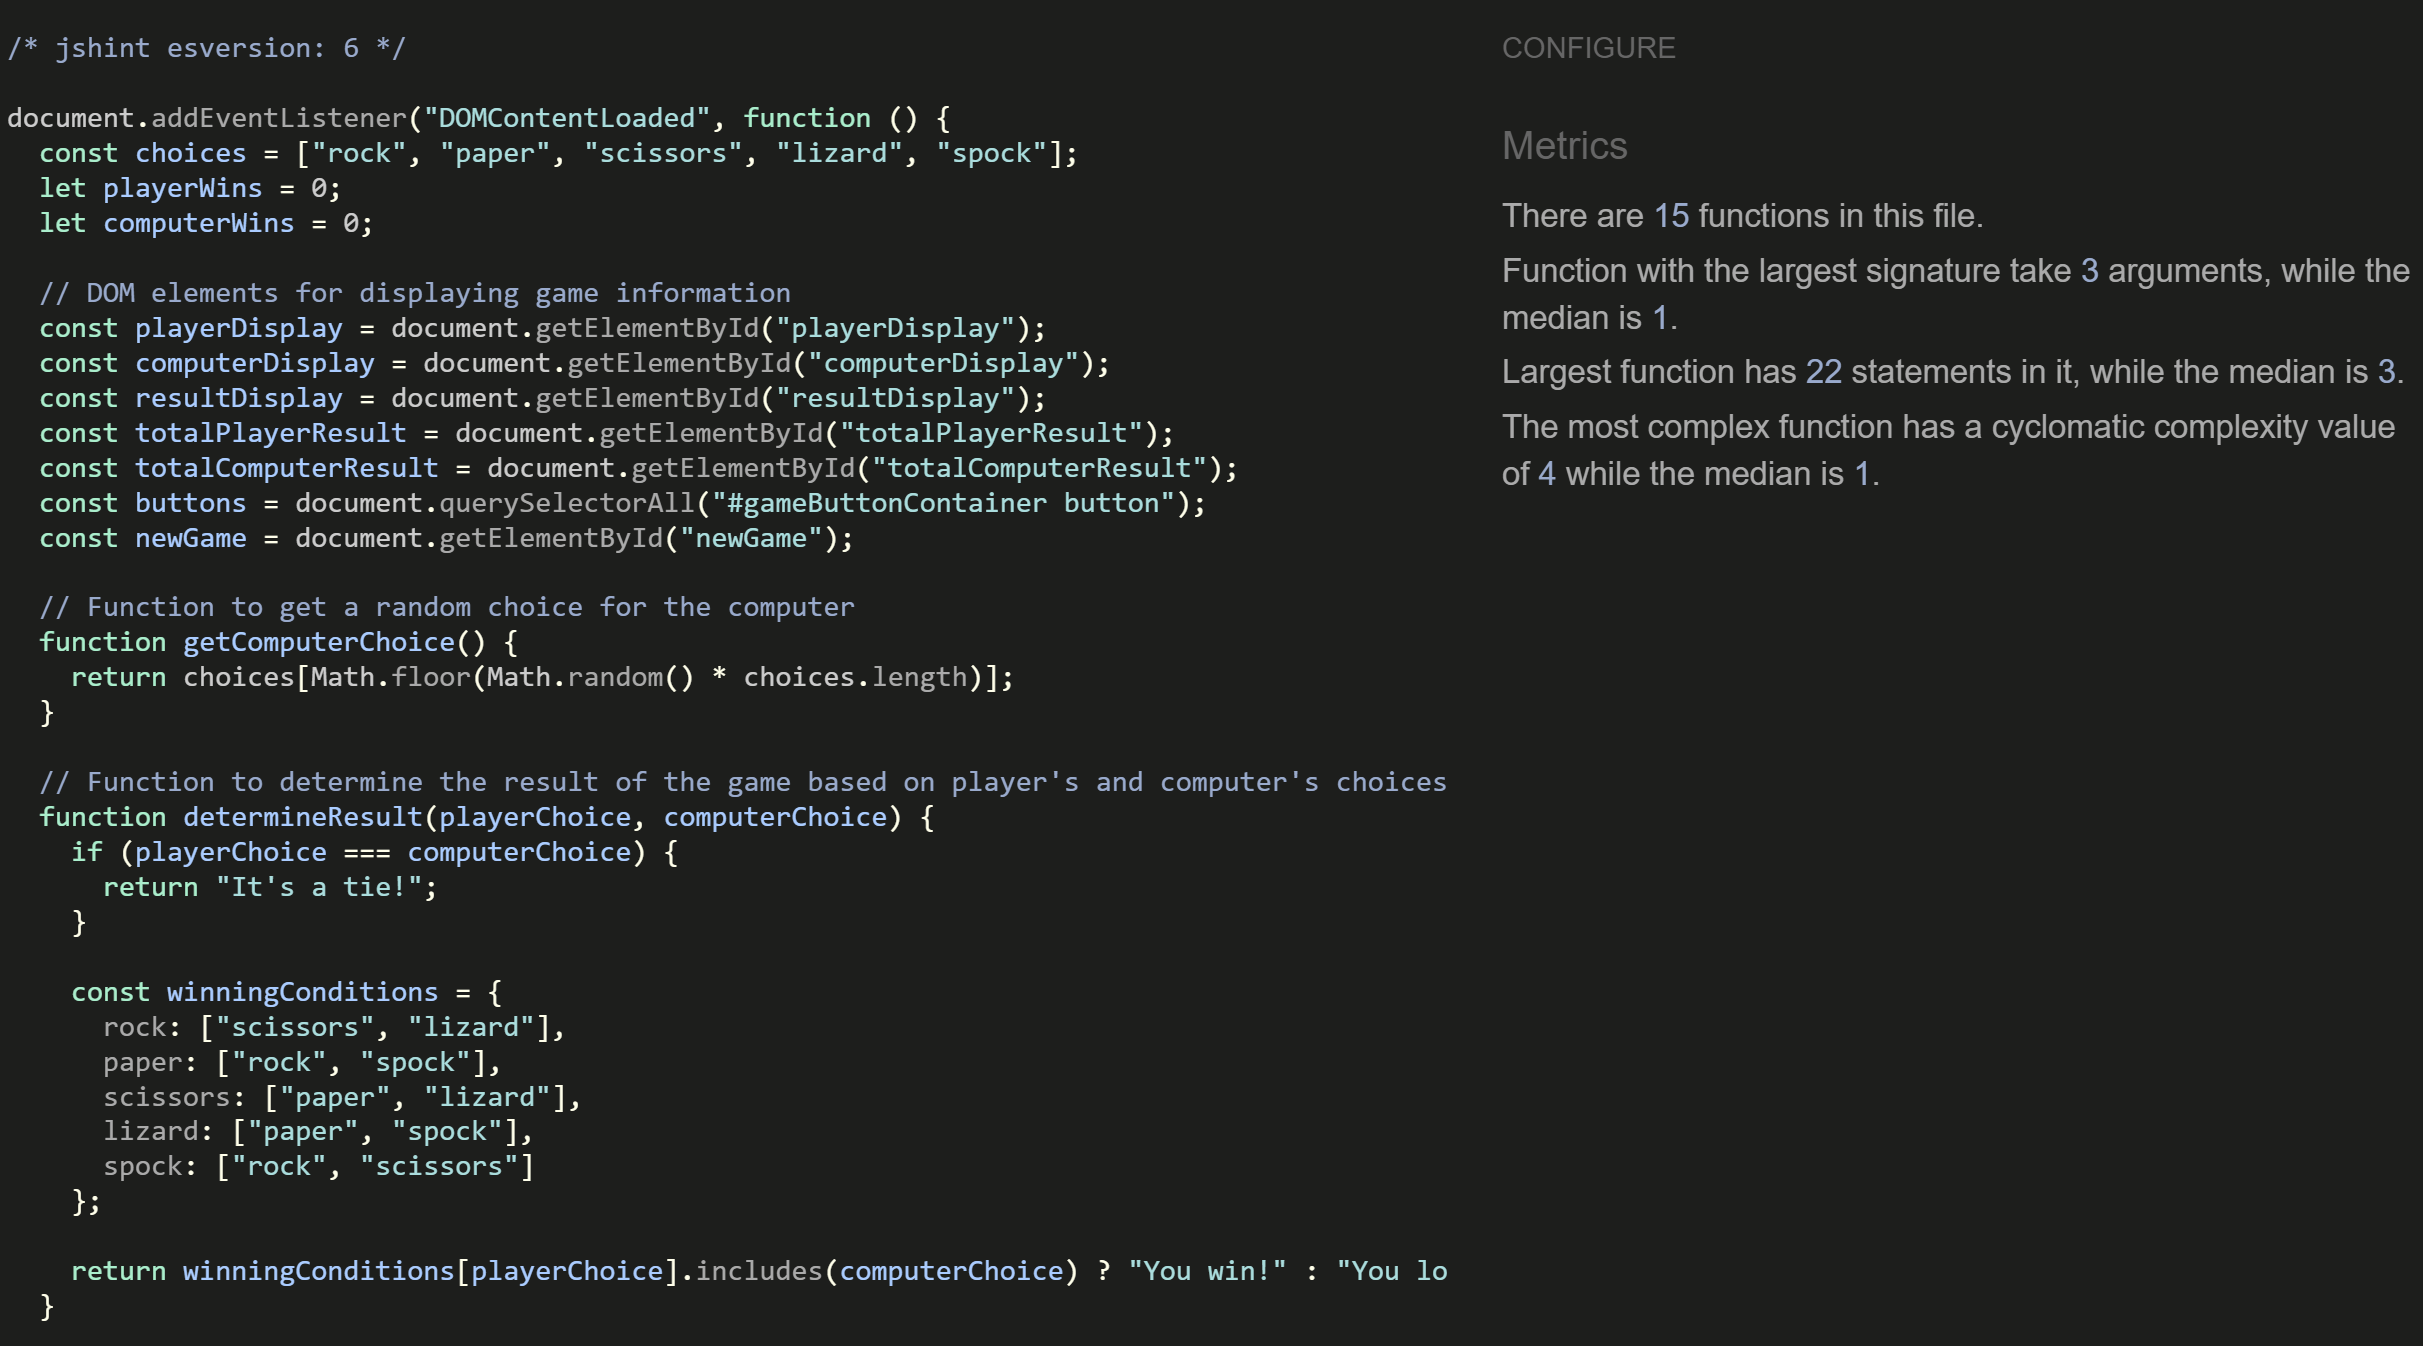 /* jshint esversion: 6 */
document.addEventListener("DOMContentLoaded", function () {
  const choices = ["rock", "paper", "scissors", "lizard", "spock"];
  let playerWins = 0;
  let computerWins = 0;
  // DOM elements for displaying game information
  const playerDisplay = document.getElementById("playerDisplay");
  const computerDisplay = document.getElementById("computerDisplay");
  const resultDisplay = document.getElementById("resultDisplay");
  const totalPlayerResult = document.getElementById("totalPlayerResult");
  const totalComputerResult = document.getElementById("totalComputerResult");
  const buttons = document.querySelectorAll("#gameButtonContainer button");
  const newGame = document.getElementById("newGame");
  // Function to get a random choice for the computer
  function getComputerChoice() {
    return choices[Math.floor(Math.random() * choices.length)];
  }
  // Function to determine the result of the game based on player's and computer's choices
  function determineResult(playerChoice, computerChoice) {
    if (playerChoice === computerChoice) {
      return "It's a tie!";
    }
    const winningConditions = {
      rock: ["scissors", "lizard"],
      paper: ["rock", "spock"],
      scissors: ["paper", "lizard"],
      lizard: ["paper", "spock"],
      spock: ["rock", "scissors"]
    };
    return winningConditions[playerChoice].includes(computerChoice) ? "You win!" : "You lo
  }
CONFIGURE
Metrics
There are 15 functions in this file.
Function with the largest signature take 3 arguments, while the
median is 1.
Largest function has 22 statements in it, while the median is 3.
The most complex function has a cyclomatic complexity value
of 4 while the median is 1.